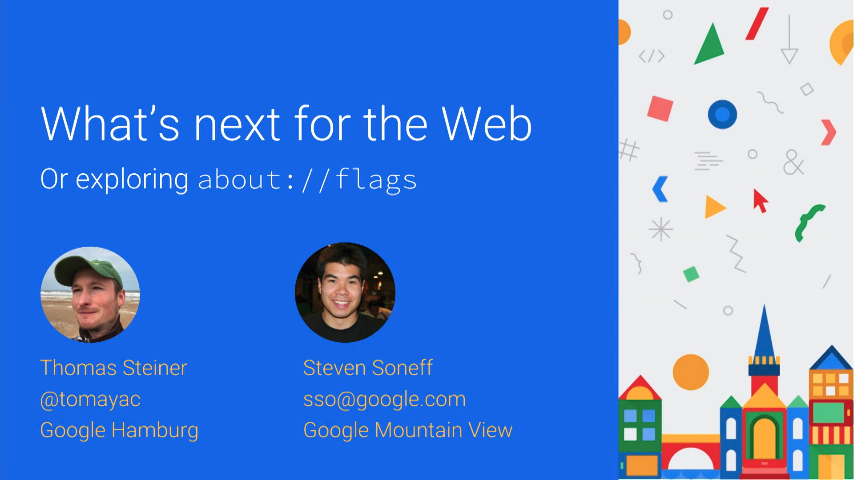 What’s next for the Web
Or exploring about://flags
Thomas Steiner
@tomayac
Google Hamburg
Steven Soneff
sso@google.com
Google Mountain View